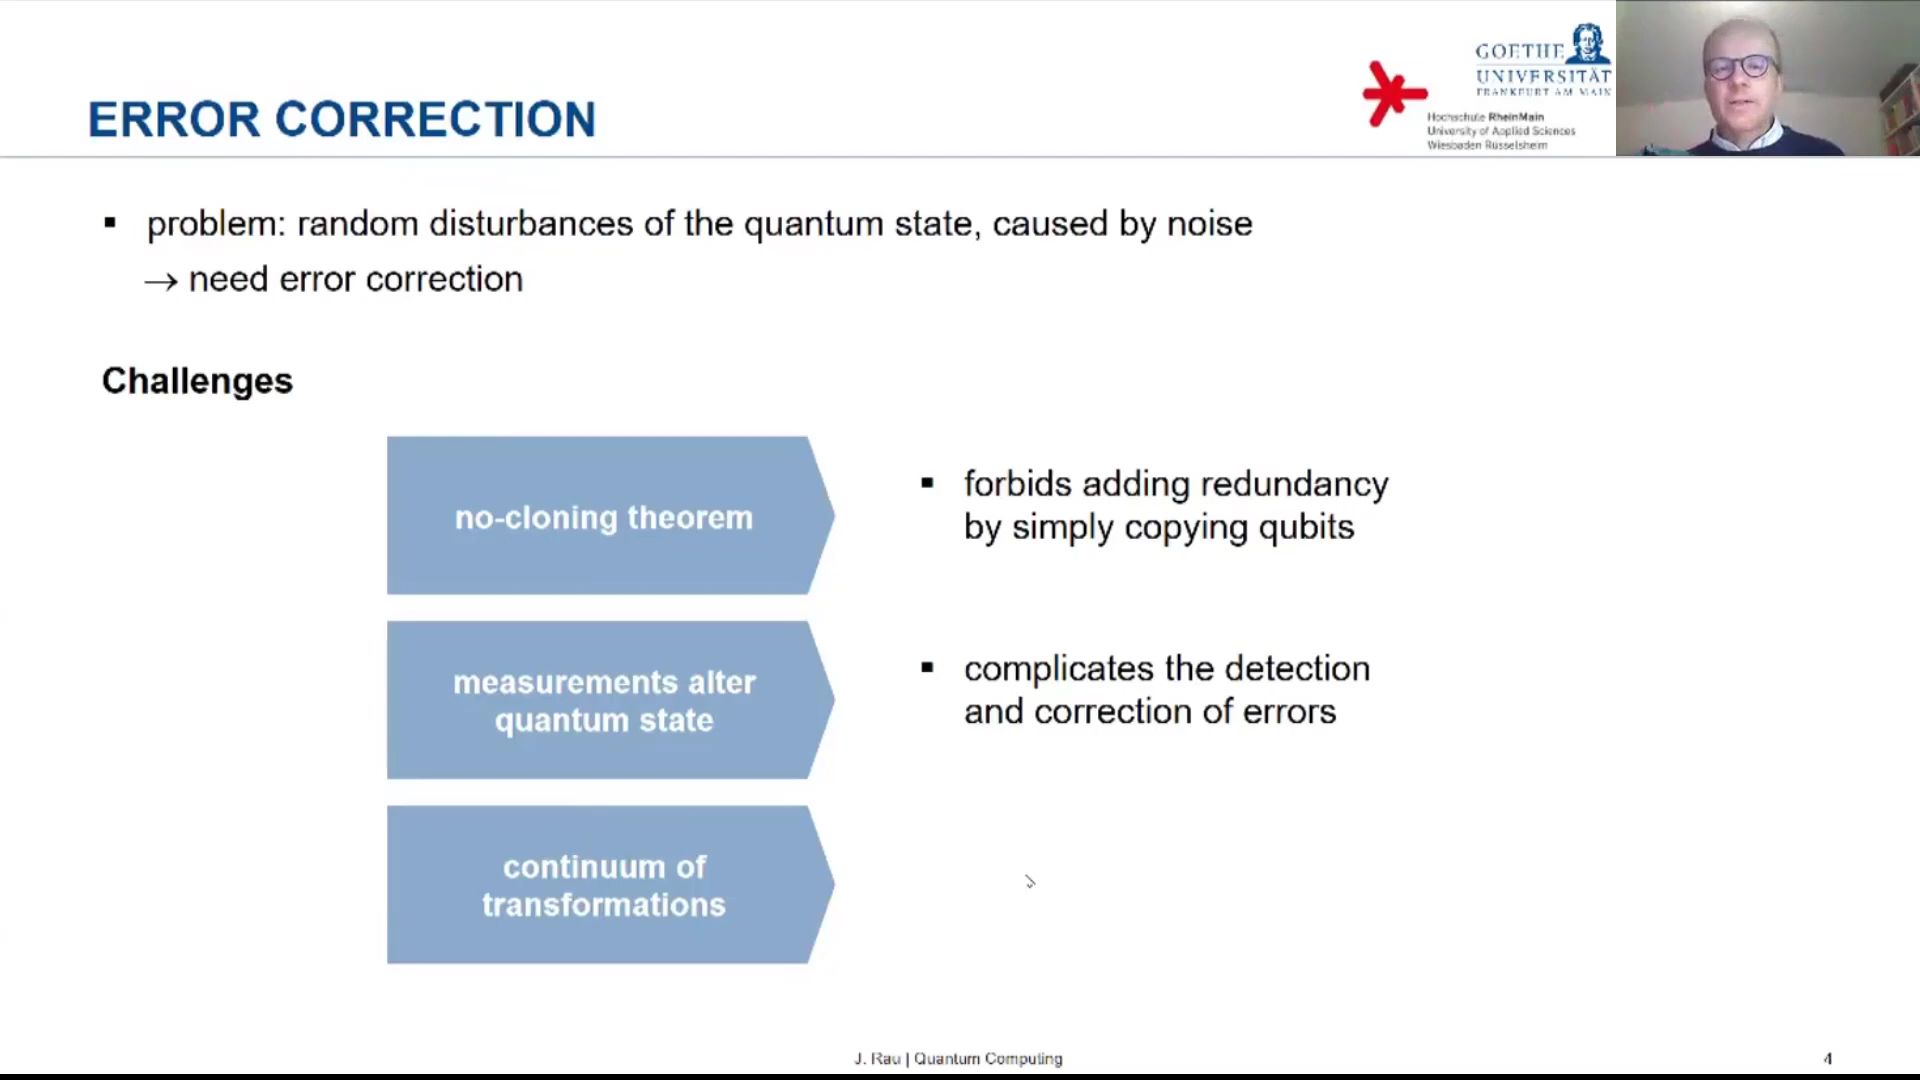 GOETHE
UNIVERSITÄT
FRANKFURT AM MAIN
Hochschule RheinMain
University of Applied Sciences
Wiesbaden Rüsselsheim
ERROR CORRECTION
▪ problem: random disturbances of the quantum state, caused by noise
→ need error correction
Challenges
no-cloning theorem
▪ forbids adding redundancy
by simply copying qubits
measurements alter
quantum state
▪ complicates the detection
and correction of errors
continuum of
transformations
J. Rau | Quantum Computing
4